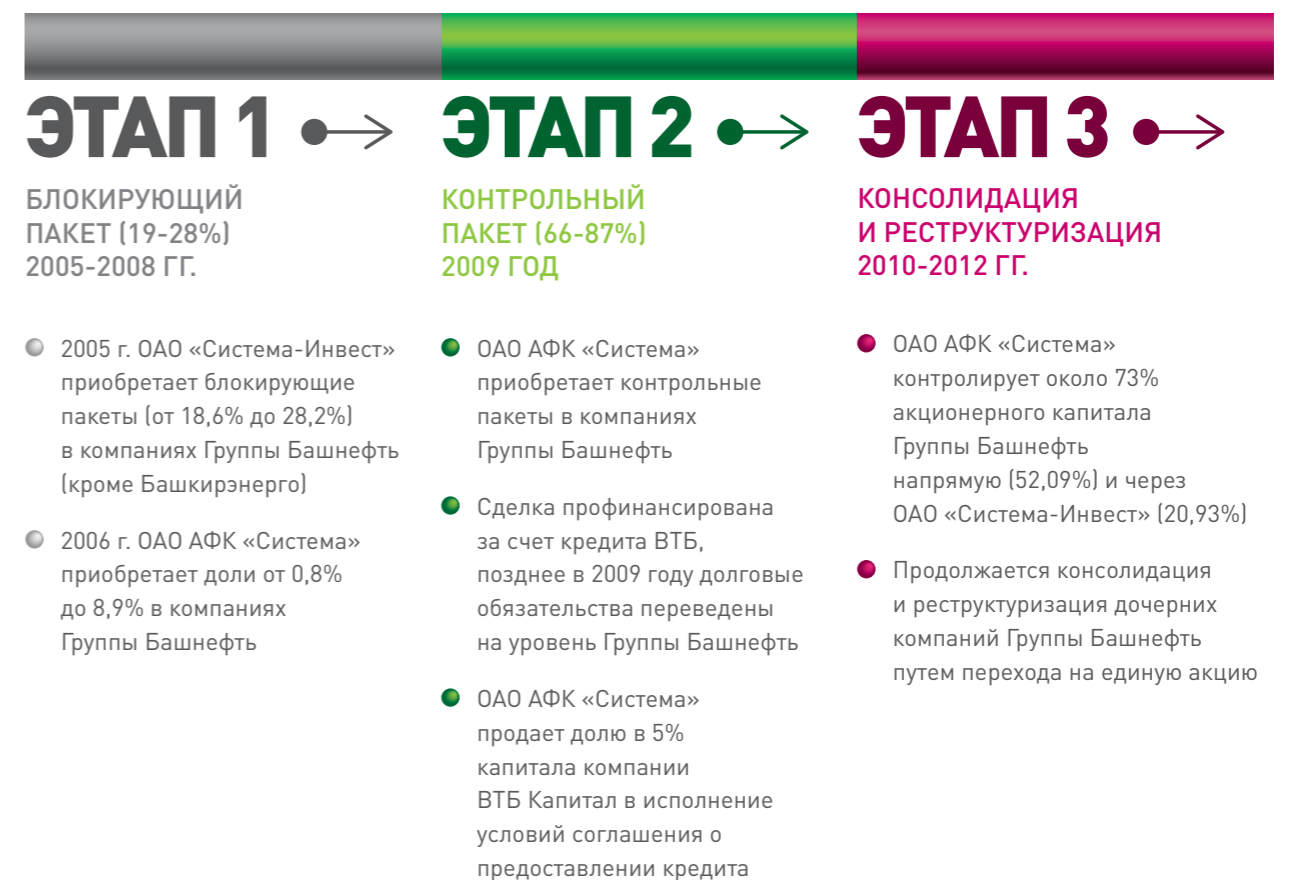 ЭТАП 1
БЛОКИРУЮЩИЙ
ПАКЕТ (19-28%)
2005-2008 ГГ.
2005 г. ОАО «Система-Инвест»
приобретает блокирующие
пакеты (от 18,6% до 28,2%)
в компаниях Группы Башнефть
(кроме Башкирэнерго)
2006 г. ОАО АФК «Система»
приобретает доли от 0,8%
до 8,9% в компаниях
Группы Башнефть
ЭТАП 2
КОНТРОЛЬНЫЙ
ПАКЕТ (66-87%)
2009 ГОД
ОАО АФК «Система»
приобретает контрольные
пакеты в компаниях
Группы Башнефть
Сделка профинансирована
за счет кредита ВТБ,
позднее в 2009 году долговые
обязательства переведены
на уровень Группы Башнефть
ОАО АФК «Система»
продает долю в 5%
капитала компании
ВТБ Капитал в исполнение
условий соглашения о
предоставлении кредита
ЭТАП 3
КОНСОЛИДАЦИЯ
И РЕСТРУКТУРИЗАЦИЯ
2010-2012 ГГ.
ОАО АФК «Система»
контролирует около 73%
акционерного капитала
Группы Башнефть
напрямую (52,09%) и через
ОАО «Система-Инвест» (20,93%)
Продолжается консолидация
и реструктуризация дочерних
компаний Группы Башнефть
путем перехода на единую акцию